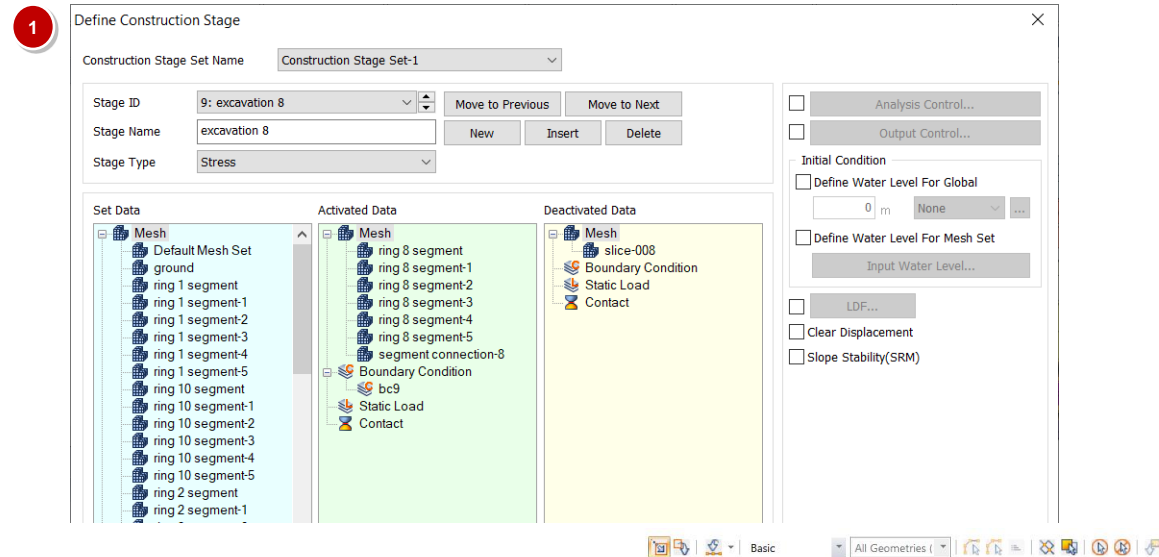 1
Define Construction Stage
Construction Stage Set Name
Construction Stage Set-1
Stage ID
9: excavation 8
Move to Previous
Move to Next
Stage Name
excavation 8
New
Insert
Delete
Stage Type
Stress
Analysis Control...
Output Control...
Initial Condition
Define Water Level For Global
0 m
None
...
Define Water Level For Mesh Set
Input Water Level...
LDF...
Clear Displacement
Slope Stability(SRM)
Set Data
Mesh
Default Mesh Set
ground
ring 1 segment
ring 1 segment-1
ring 1 segment-2
ring 1 segment-3
ring 1 segment-4
ring 1 segment-5
ring 10 segment
ring 10 segment-1
ring 10 segment-2
ring 10 segment-3
ring 10 segment-4
ring 10 segment-5
ring 2 segment
ring 2 segment-1
Activated Data
Mesh
ring 8 segment
ring 8 segment-1
ring 8 segment-2
ring 8 segment-3
ring 8 segment-4
ring 8 segment-5
segment connection-8
Boundary Condition
bc9
Static Load
Contact
Deactivated Data
Mesh
slice-008
Boundary Condition
Static Load
Contact
Basic
All Geometries (